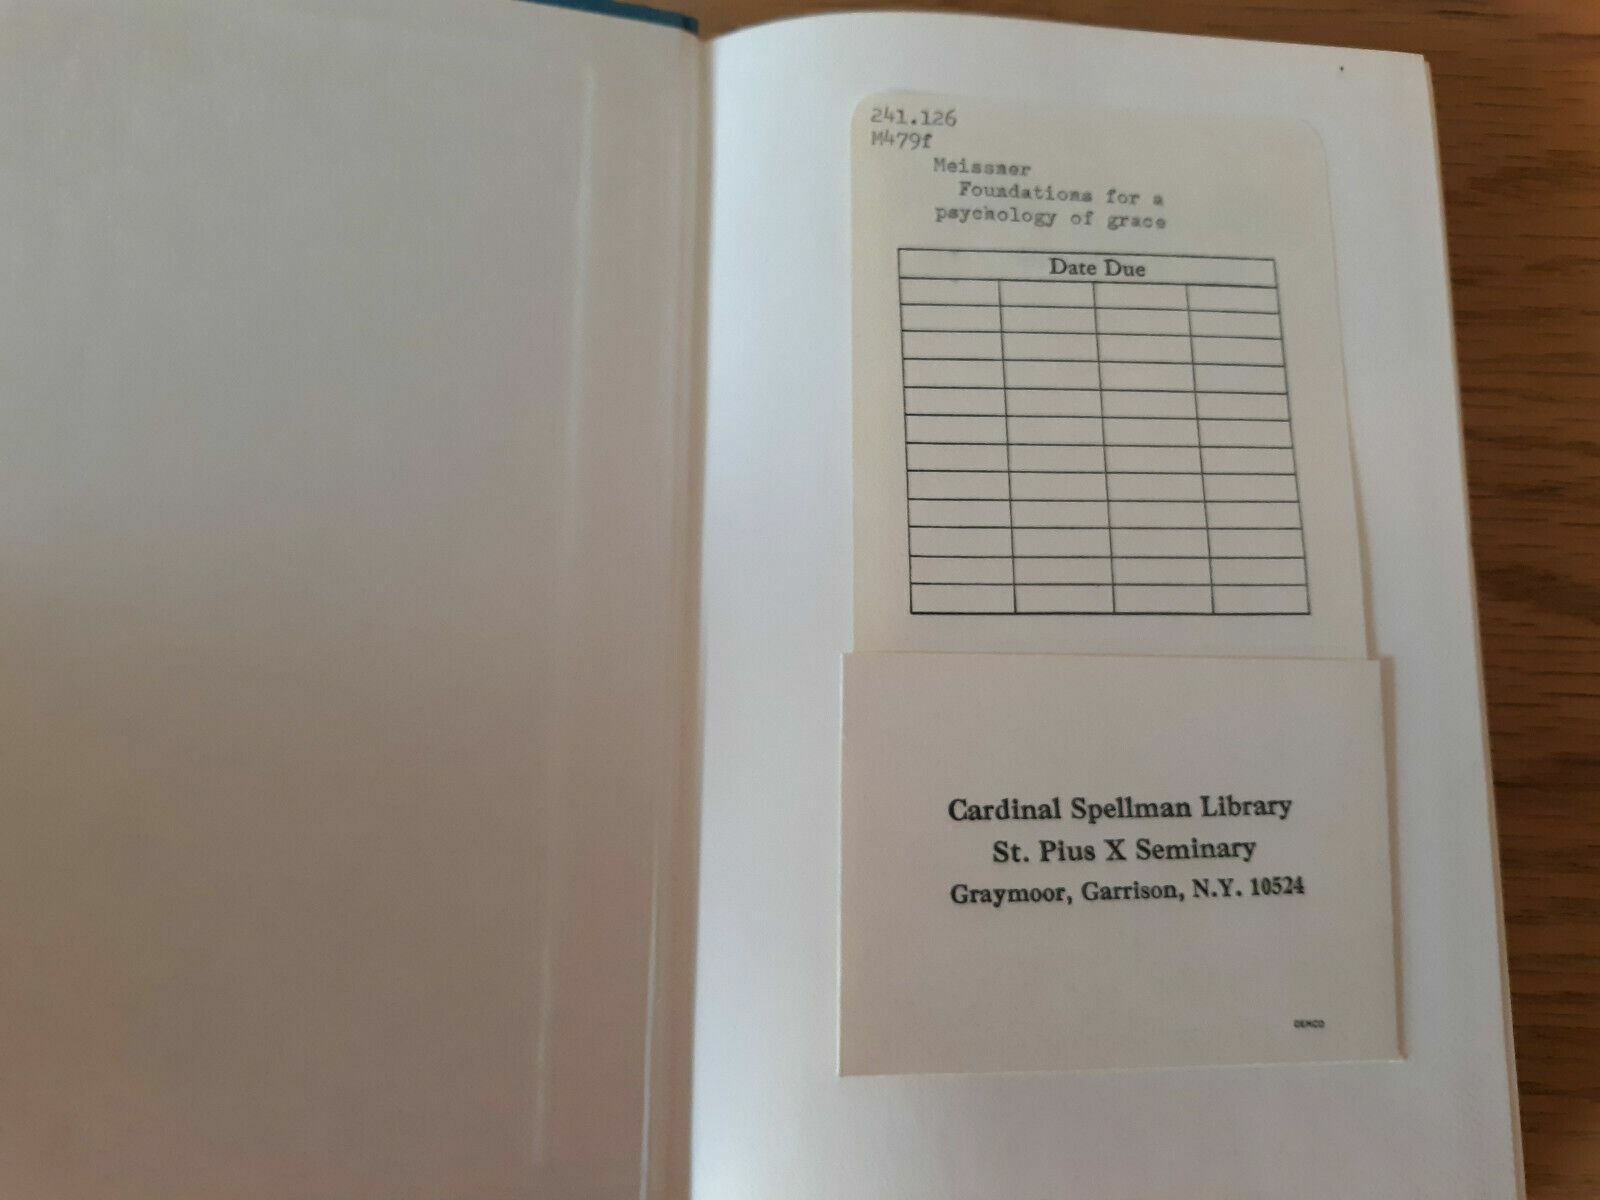 241.126
M479f
Meissner
Foundations for a
psychology of grace
Date Due
Cardinal Spellman Library
St. Pius X Seminary
Graymoor, Garrison, N.Y. 10524
DEMCO